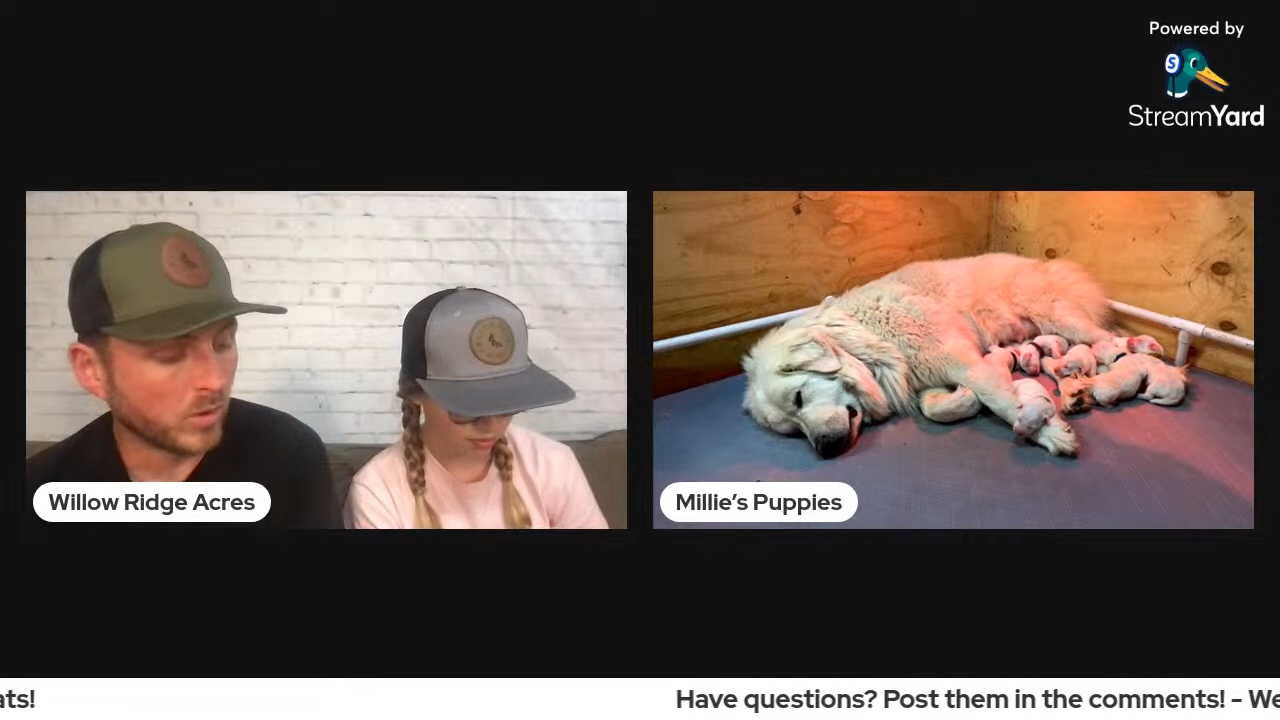 Powered by
S
StreamYard
Willow Ridge Acres
Millie's Puppies
ats!
Have questions? Post them in the comments! - We